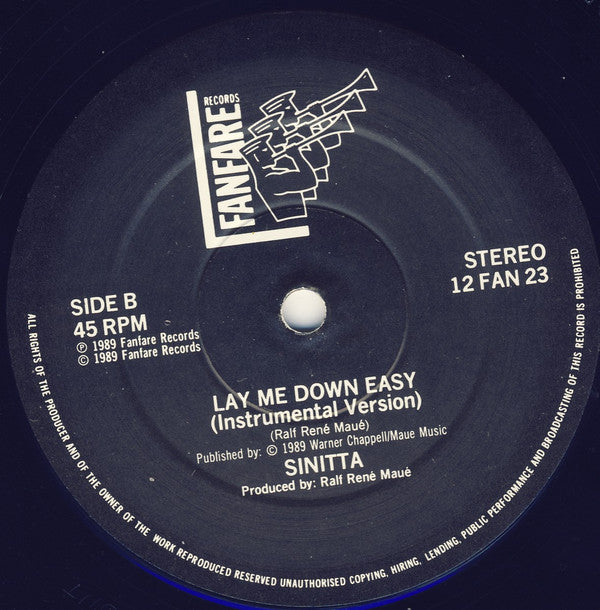 FANFARE
RECORDS
STEREO
12 FAN 23
SIDE B
45 RPM
℗ 1989 Fanfare Records
© 1989 Fanfare Records
LAY ME DOWN EASY
(Instrumental Version)
(Ralf René Maué)
Published by: © 1989 Warner Chappell/Maue Music
SINITTA
Produced by: Ralf René Maué
ALL RIGHTS OF THE PRODUCER AND OF THE OWNER OF THE WORK REPRODUCED RESERVED UNAUTHORISED COPYING, HIRING, LENDING, PUBLIC PERFORMANCE AND BROADCASTING OF THIS RECORD IS PROHIBITED